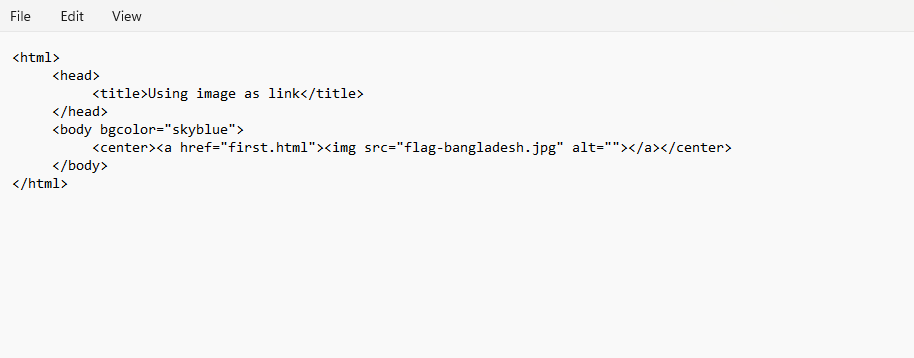 File Edit View
<html>
<head>
<title>Using image as link</title>
</head>
<body bgcolor="skyblue">
<center><a href="first.html"><img src="flag-bangladesh.jpg" alt=""></a></center>
</body>
</html>